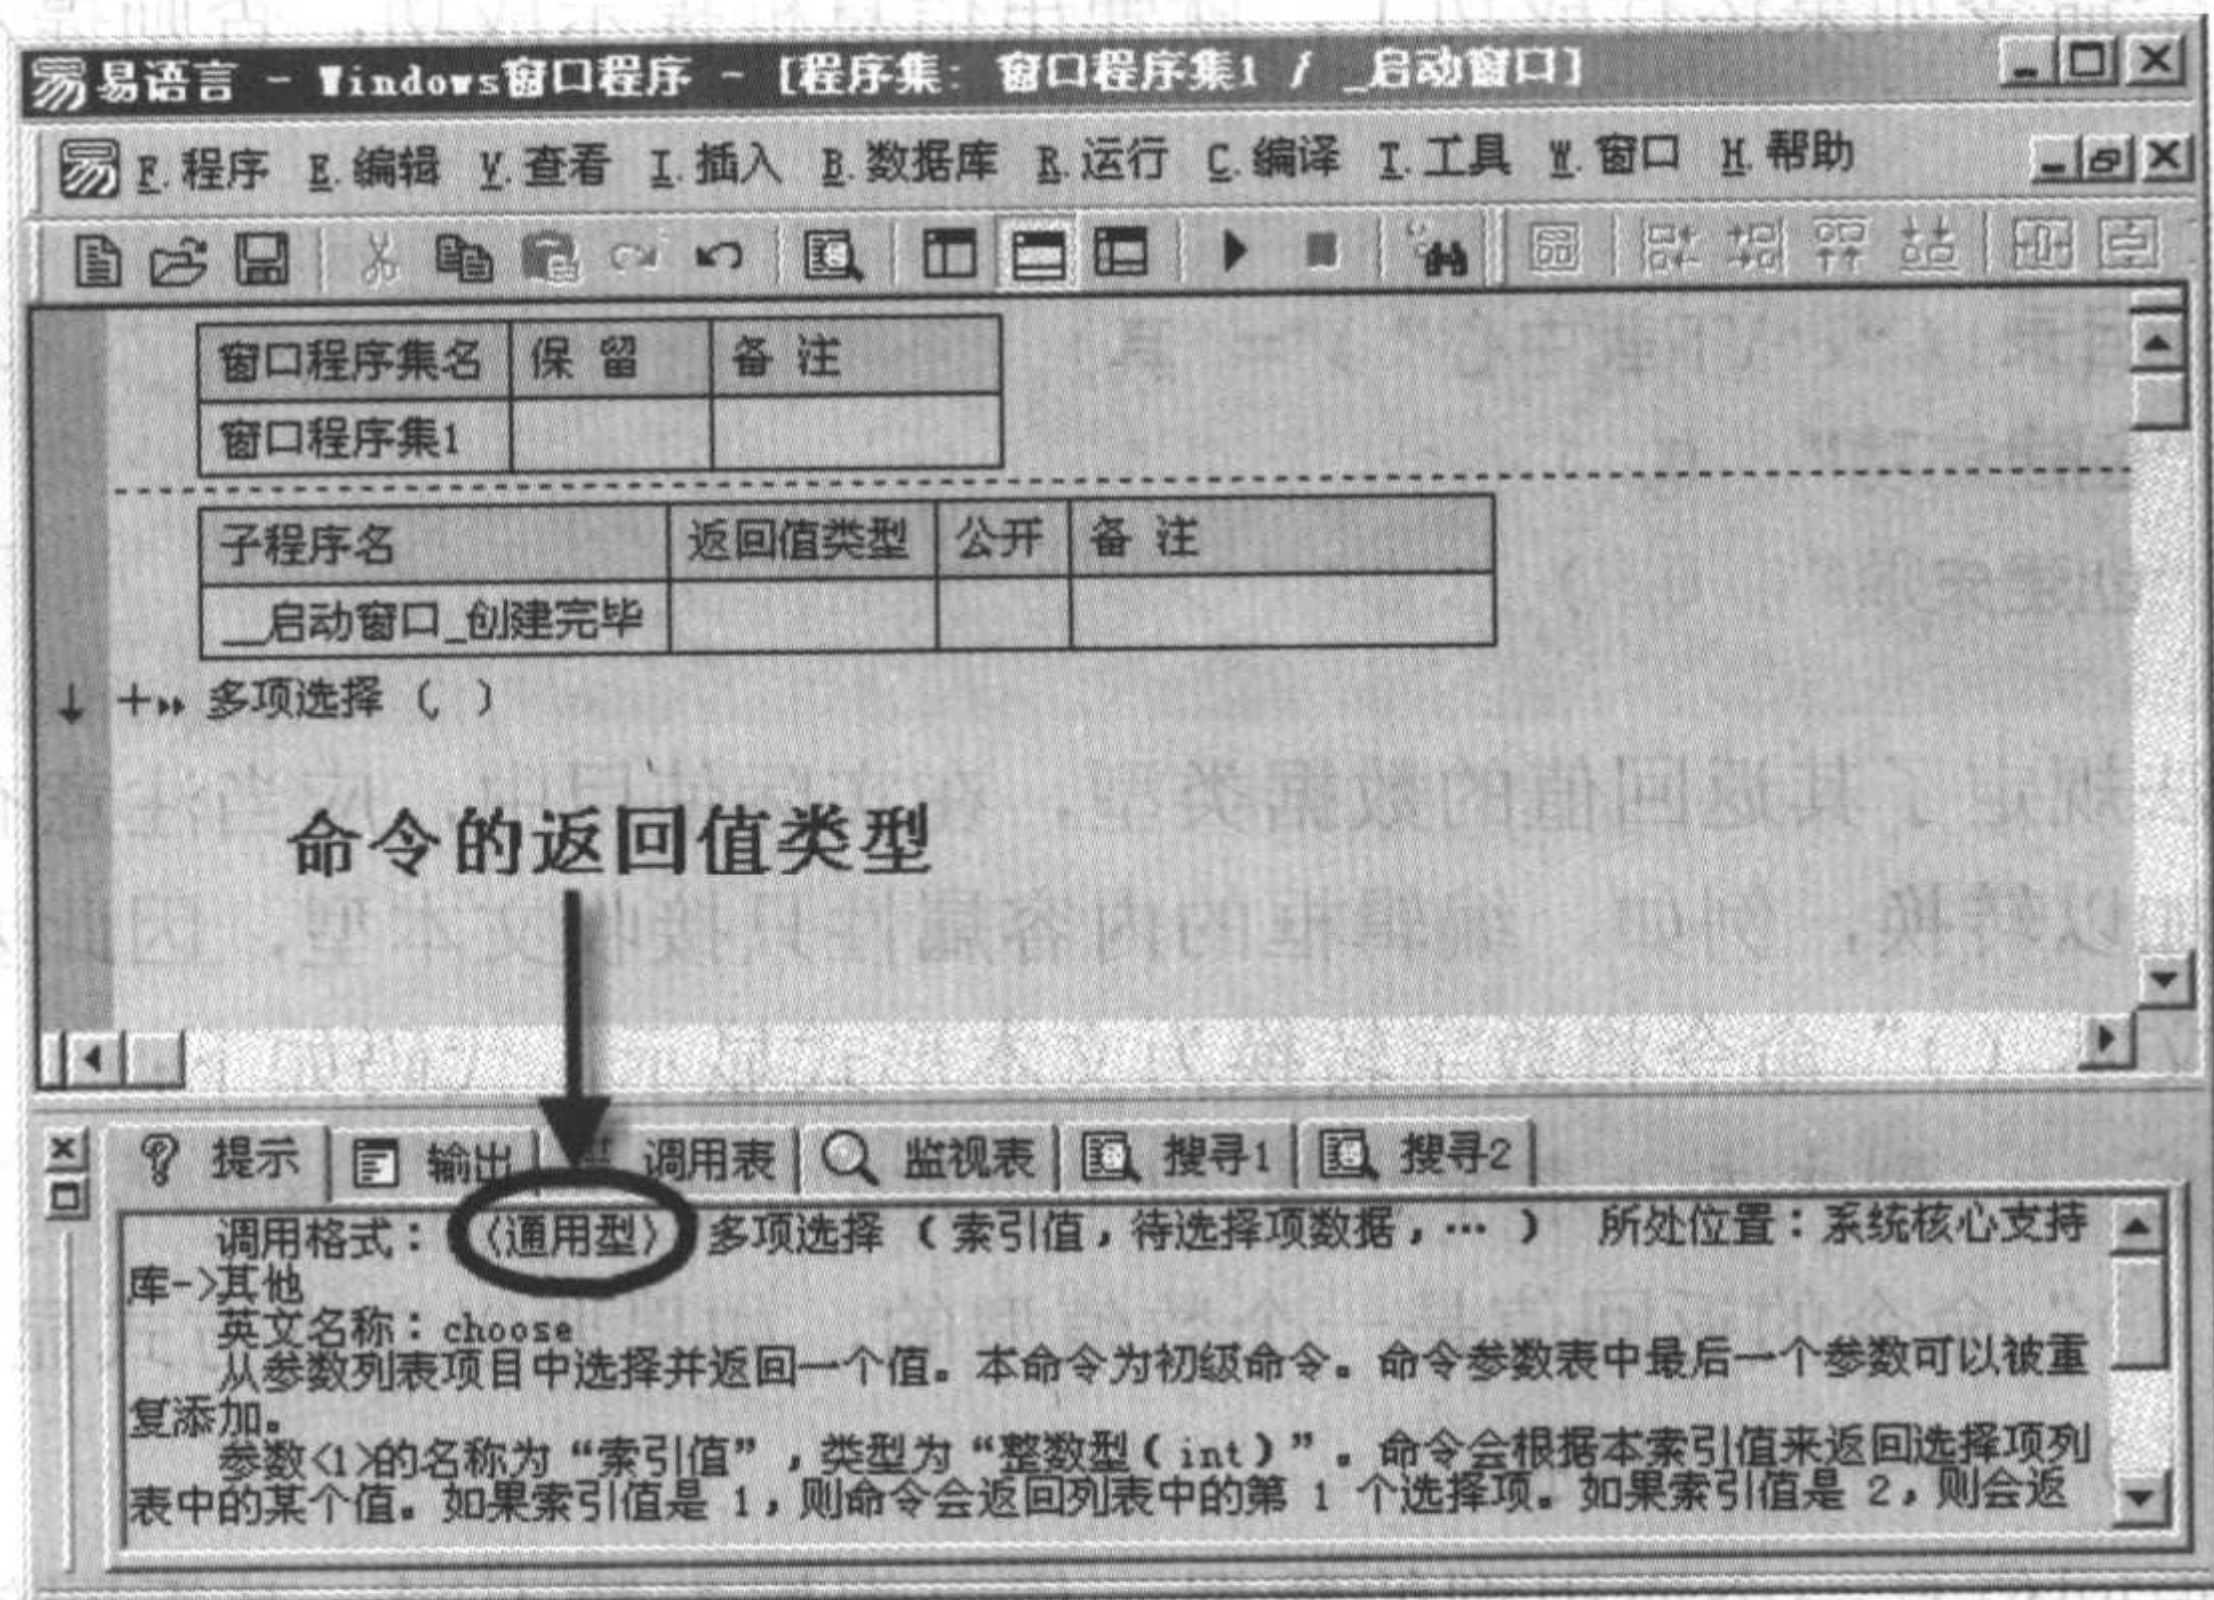 易语言 - Windows窗口程序 - [程序集: 窗口程序集1 / _启动窗口]
F.程序 E.编辑 V.查看 I.插入 B.数据库 R.运行 C.编译 T.工具 W.窗口 H.帮助
窗口程序集名 保 留 备 注
窗口程序集1
子程序名 返回值类型 公开 备 注
__启动窗口_创建完毕
多项选择 ( )
命令的返回值类型
提示 输出 调用表 监视表 搜寻1 搜寻2
调用格式: 〈通用型〉 多项选择 (索引值,待选择项数据,… ) 所处位置:系统核心支持
库->其他
英文名称:choose
从参数列表项目中选择并返回一个值。本命令为初级命令。命令参数表中最后一个参数可以被重
复添加。
参数<1>的名称为“索引值”,类型为“整数型(int)”。命令会根据本索引值来返回选择项列
表中的某个值。如果索引值是 1,则命令会返回列表中的第 1 个选择项。如果索引值是 2,则会返